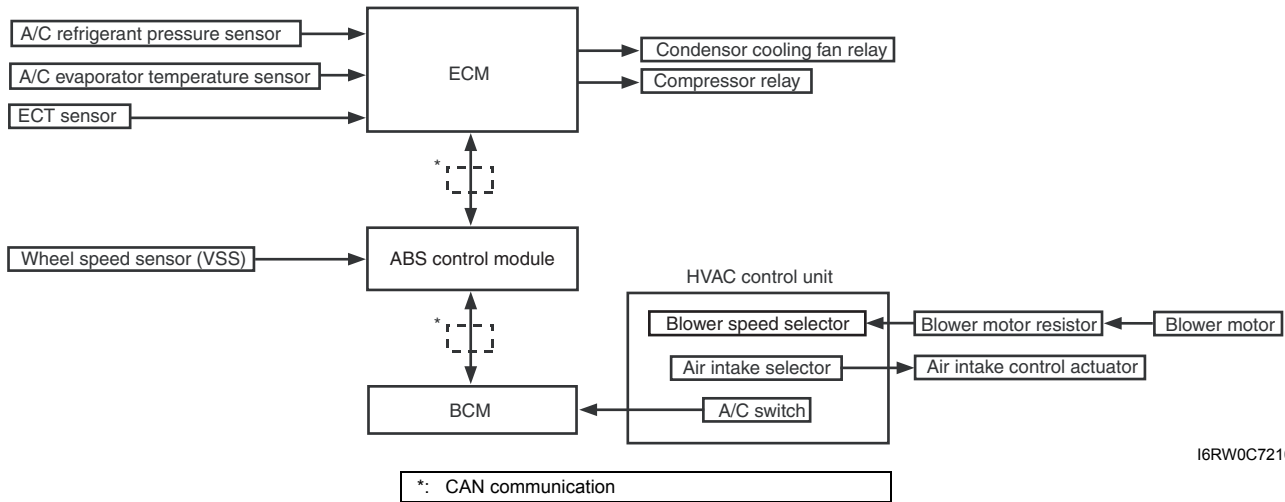 A/C refrigerant pressure sensor
A/C evaporator temperature sensor
ECT sensor
ECM
Condensor cooling fan relay
Compressor relay
*
Wheel speed sensor (VSS)
ABS control module
*
BCM
HVAC control unit
Blower speed selector
Blower motor resistor
Blower motor
Air intake selector
Air intake control actuator
A/C switch
*: CAN communication